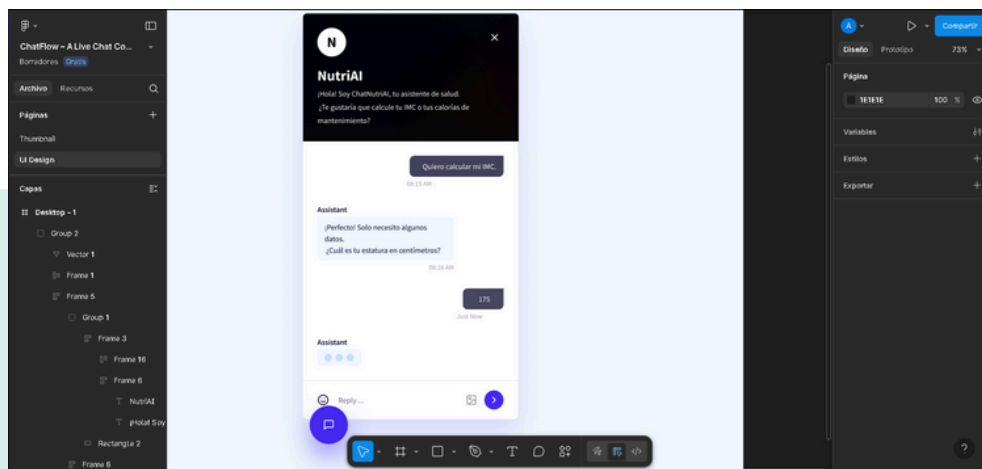 ChatFlow – A Live Chat Co...
Borradores Gratis
Archivo Recursos
Páginas
Thumbnail
UI Design
Capas
Desktop - 1
Group 2
Vector 1
Frame 1
Frame 5
Group 1
Frame 3
Frame 16
Frame 6
NutriAI
¡Hola! Soy
Rectangle 2
Frame 6
N
NutriAI
¡Hola! Soy ChatNutriAI, tu asistente de salud.
¿Te gustaría que calcule tu IMC o tus calorías de
mantenimiento?
Quiero calcular mi IMC.
08:15 AM
Assistant
¡Perfecto! Solo necesito algunos
datos.
¿Cuál es tu estatura en centímetros?
08:16 AM
175
Just Now
Assistant
Reply ...
A
Compartir
Diseño Prototipo 73%
Página
1E1E1E 100 %
Variables
Estilos
Exportar
?